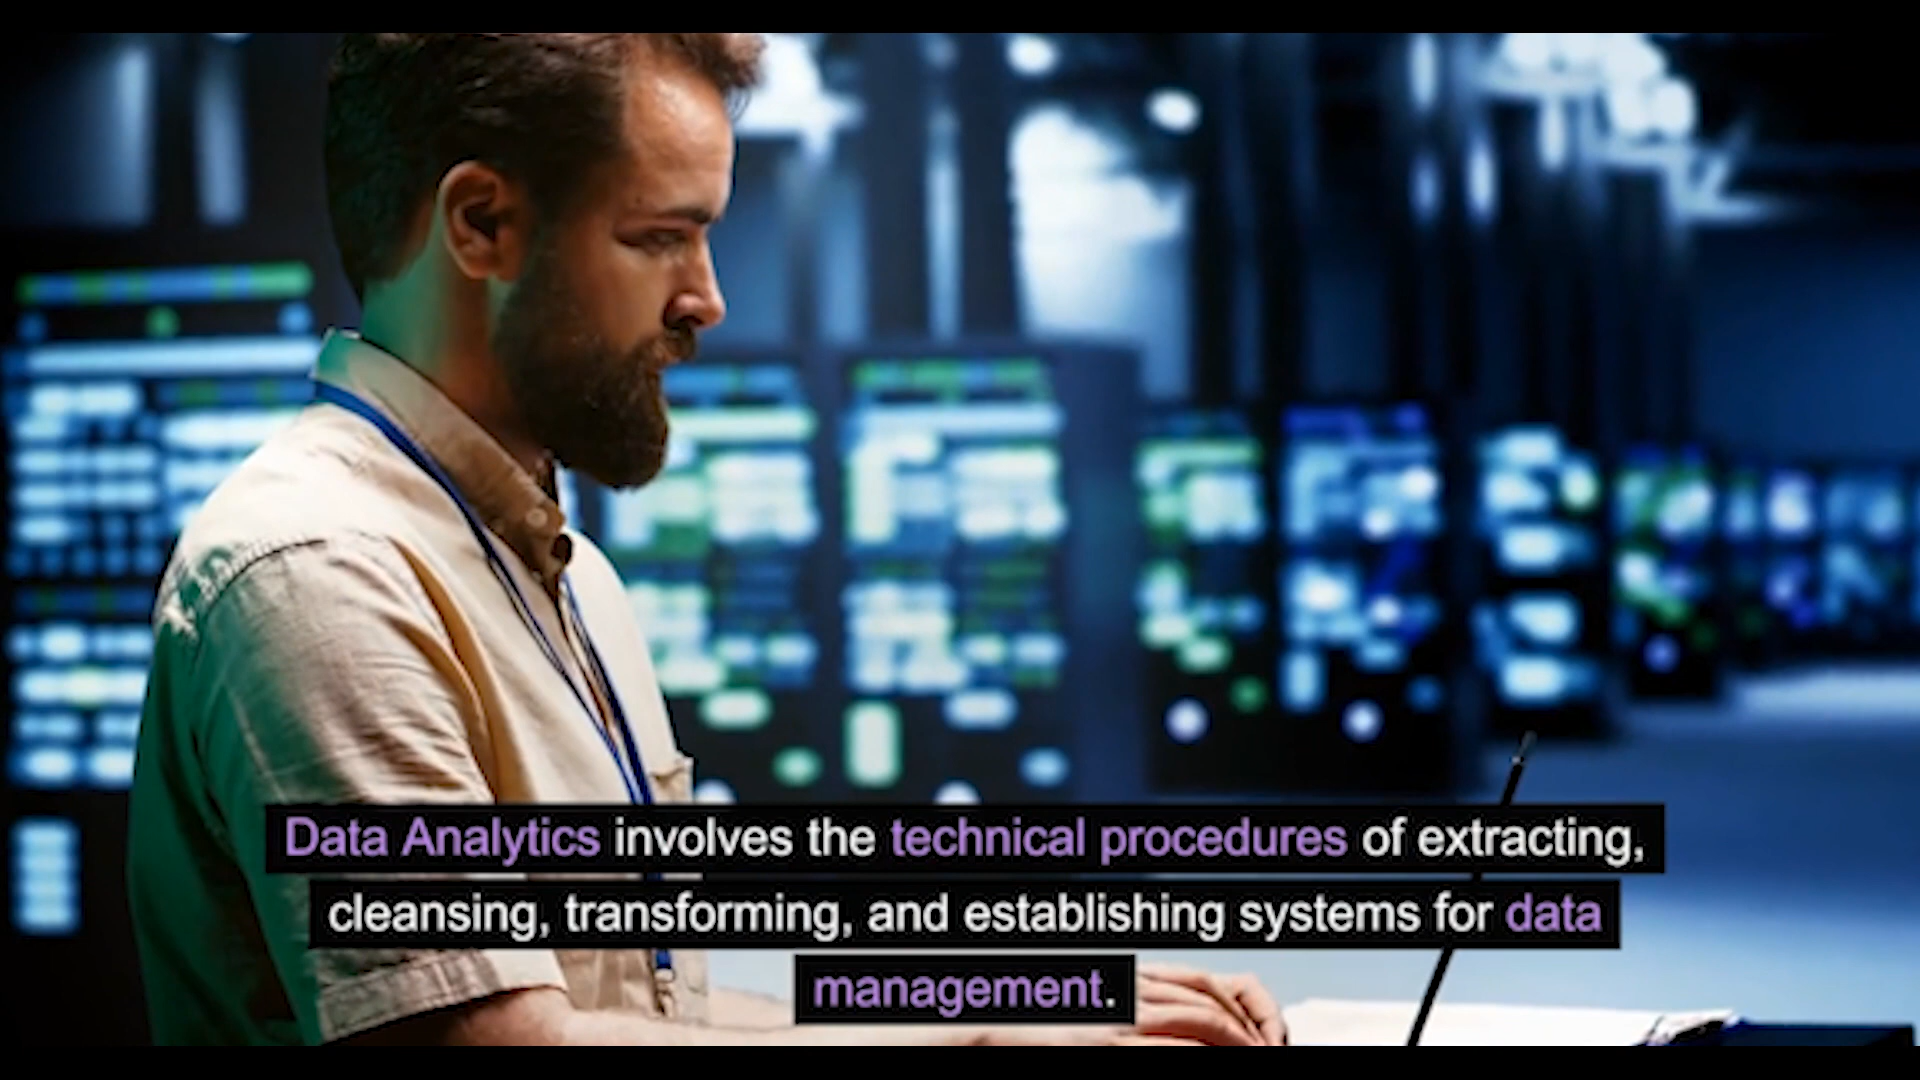 Data Analytics involves the technical procedures of extracting,
cleansing, transforming, and establishing systems for data
management.